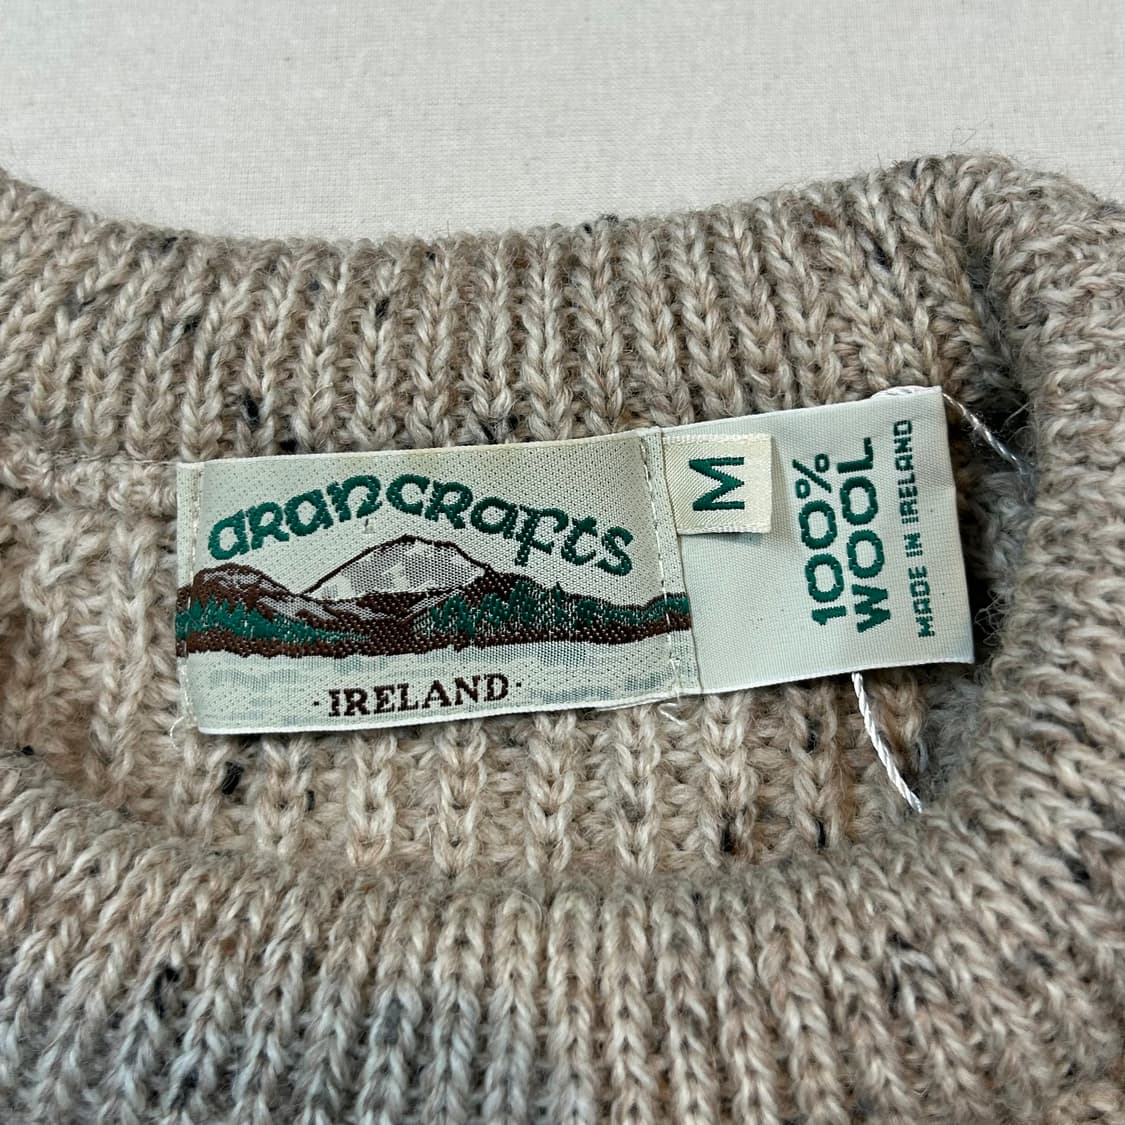 arancrafts
·IRELAND·
M
100%
WOOL
MADE IN IRELAND